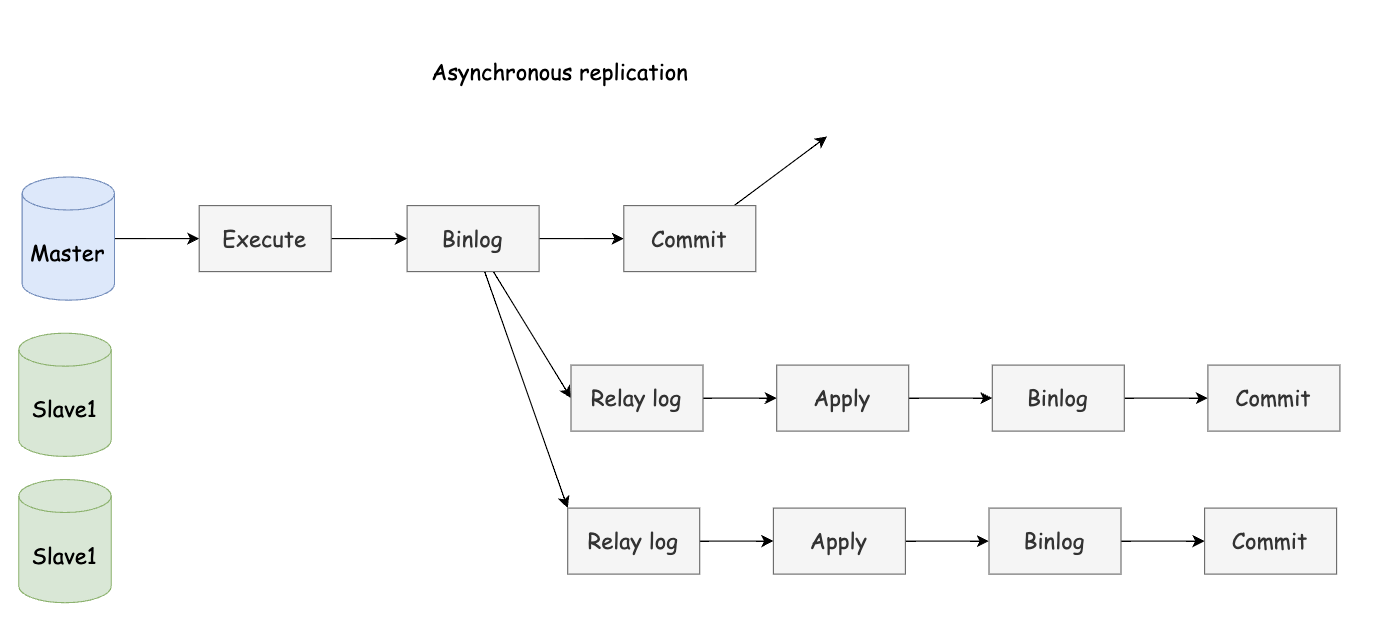 Asynchronous replication
Master
Execute
Binlog
Commit
Slave1
Relay log
Apply
Binlog
Commit
Slave1
Relay log
Apply
Binlog
Commit